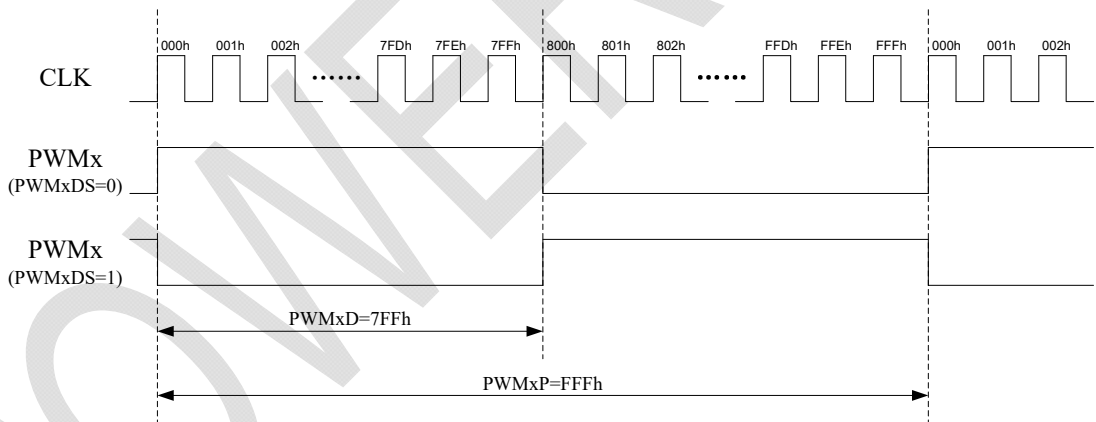 000h 001h 002h 7FDh 7FEh 7FFh 800h 801h 802h FFDh FFEh FFFh 000h 001h 002h
CLK
PWMx
(PWMxDS=0)
PWMx
(PWMxDS=1)
PWMxD=7FFh
PWMxP=FFFh